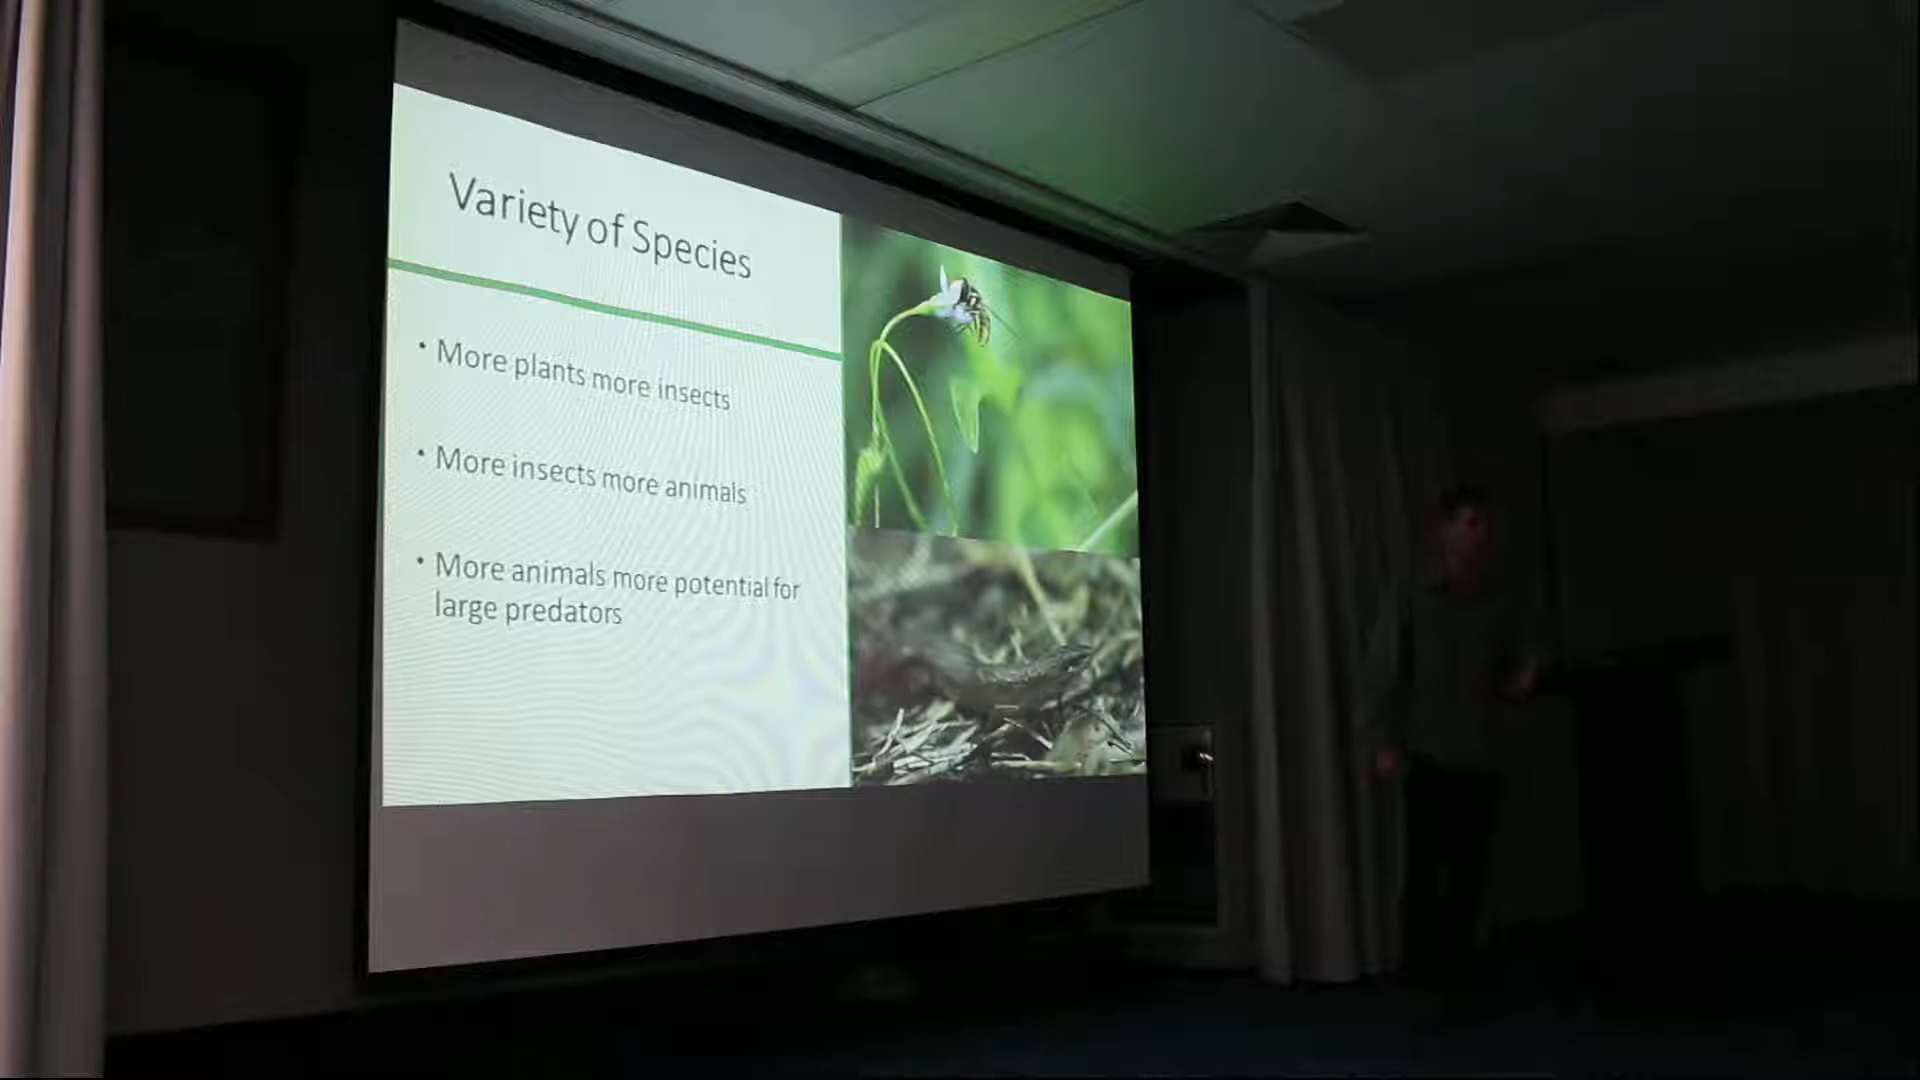 Variety of Species
• More plants more insects
• More insects more animals
• More animals more potential for
large predators